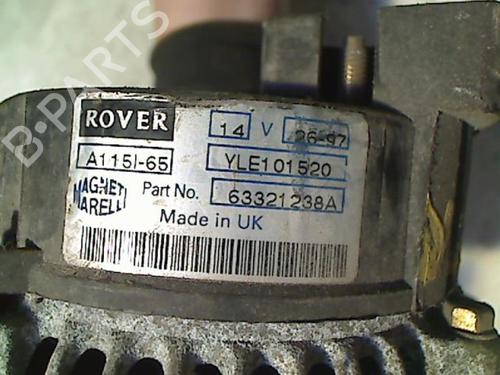 B-PARTS
ROVER 14 V 26-97
A115I-65 YLE101520
MAGNETI MARELLI Part No. 63321238A
Made in UK